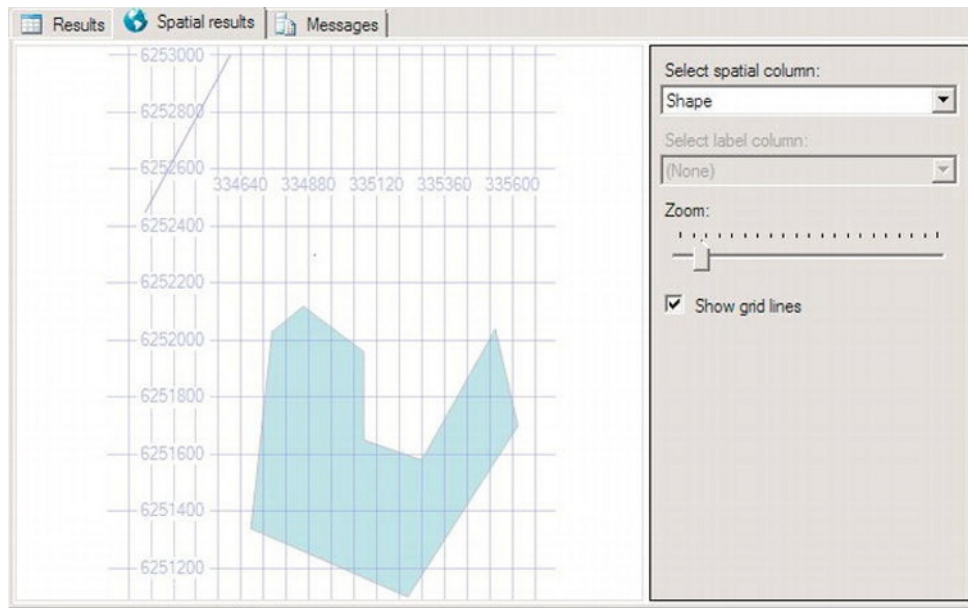 Results Spatial results Messages
6253000
6252800
6252600
334640 334880 335120 335360 335600
6252400
6252200
6252000
6251800
6251600
6251400
6251200
Select spatial column:
Shape
Select label column:
(None)
Zoom:
Show grid lines